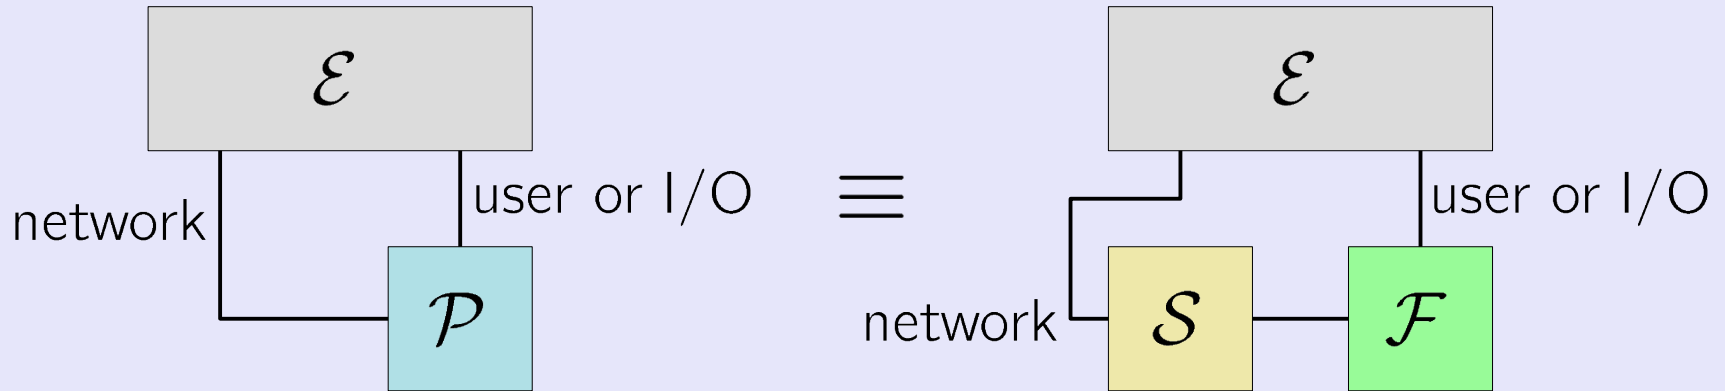 ℰ
network
user or I/O
𝒫
≡
ℰ
user or I/O
network
𝒮
ℱ